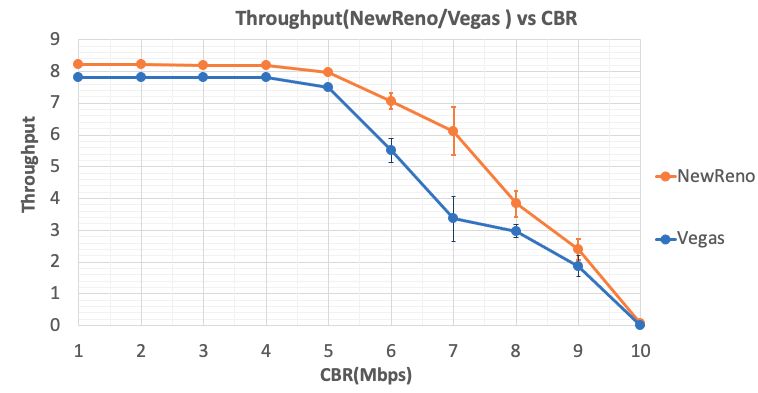 Throughput(NewReno/Vegas ) vs CBR
9
8
7
6
5
4
3
2
1
0
Throughput
1 2 3 4 5 6 7 8 9 10
CBR(Mbps)
NewReno
Vegas